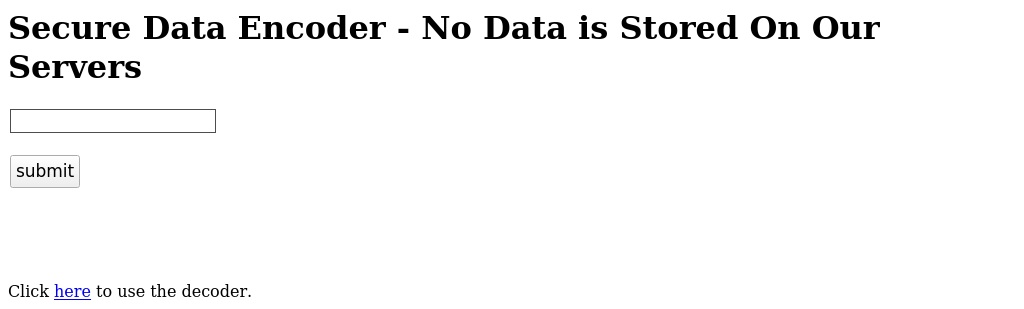 Secure Data Encoder - No Data is Stored On Our
Servers
submit
Click here to use the decoder.